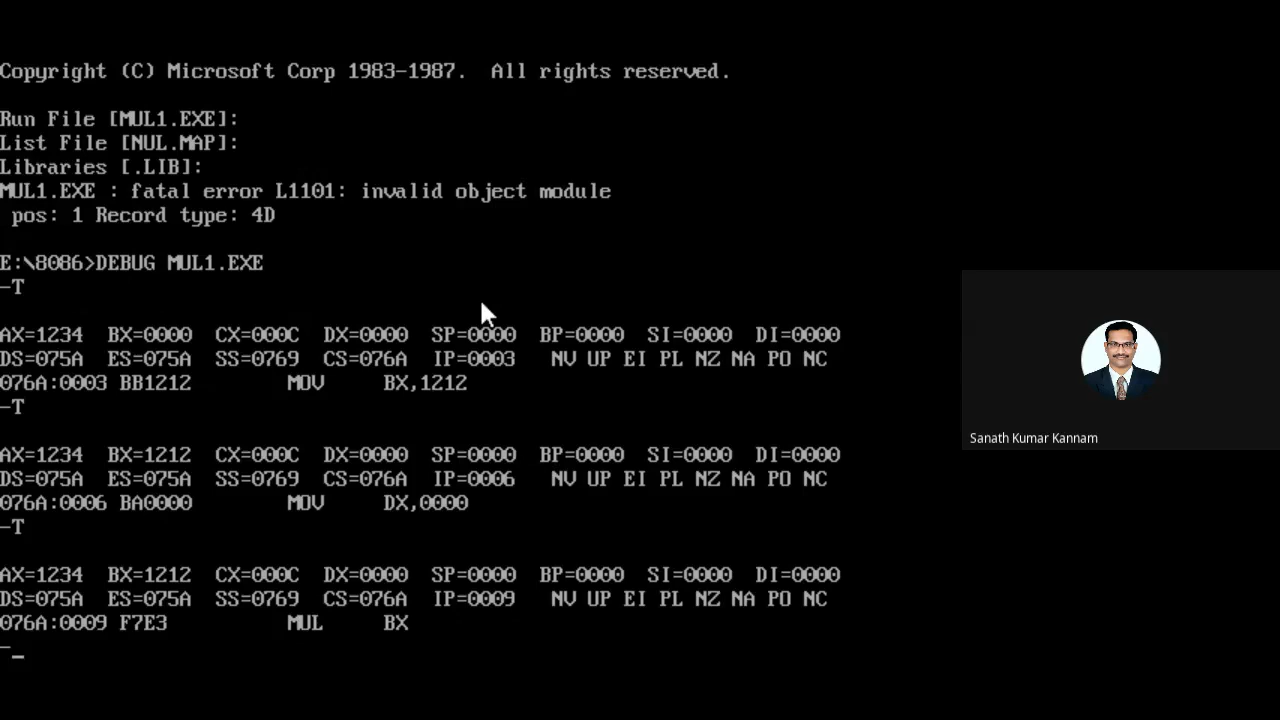 Copyright (C) Microsoft Corp 1983-1987.  All rights reserved.
Run File [MUL1.EXE]:
List File [NUL.MAP]:
Libraries [.LIB]:
MUL1.EXE : fatal error L1101: invalid object module
 pos: 1 Record type: 4D
E:\8086>DEBUG MUL1.EXE
-T
AX=1234  BX=0000  CX=000C  DX=0000  SP=0000  BP=0000  SI=0000  DI=0000
DS=075A  ES=075A  SS=0769  CS=076A  IP=0003   NV UP EI PL NZ NA PO NC
076A:0003 BB1212        MOV     BX,1212
-T
AX=1234  BX=1212  CX=000C  DX=0000  SP=0000  BP=0000  SI=0000  DI=0000
DS=075A  ES=075A  SS=0769  CS=076A  IP=0006   NV UP EI PL NZ NA PO NC
076A:0006 BA0000        MOV     DX,0000
-T
AX=1234  BX=1212  CX=000C  DX=0000  SP=0000  BP=0000  SI=0000  DI=0000
DS=075A  ES=075A  SS=0769  CS=076A  IP=0009   NV UP EI PL NZ NA PO NC
076A:0009 F7E3          MUL     BX
-_
Sanath Kumar Kannam